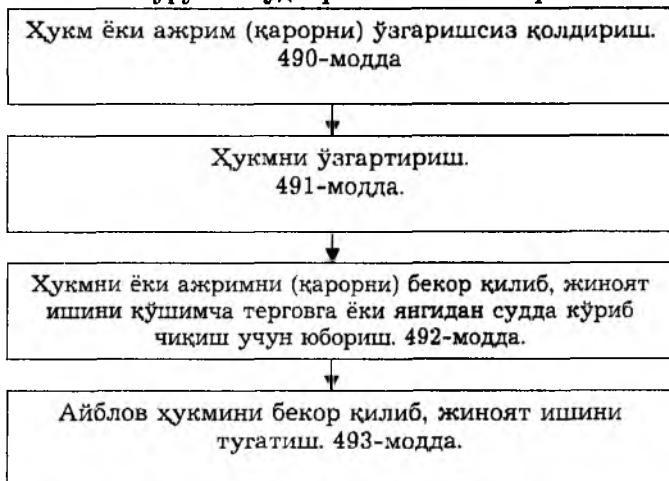 Ҳукм ёки ажрим (қарорни) ўзгаришсиз қолдириш.
490-модда
Ҳукмни ўзгартириш.
491-модда.
Ҳукмни ёки ажримни (қарорни) бекор қилиб, жиноят
ишини қўшимча терговга ёки янгидан судда кўриб
чиқиш учун юбориш. 492-модда.
Айблов ҳукмини бекор қилиб, жиноят ишини
тугатиш. 493-модда.